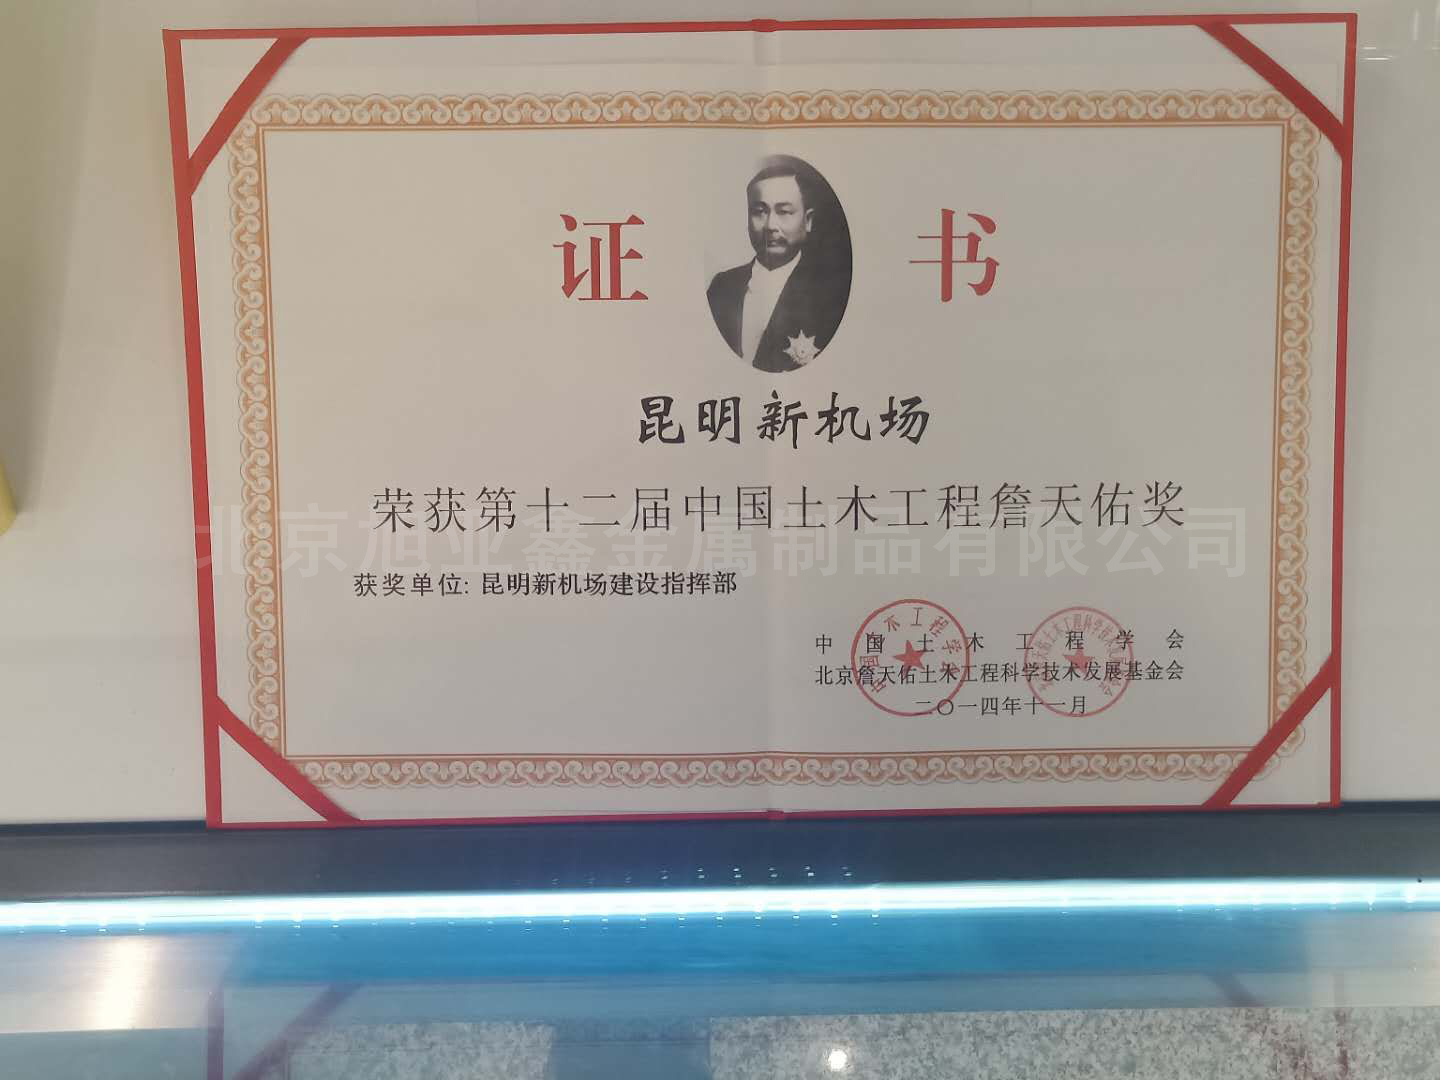 证书
昆明新机场
荣获第十二届中国土木工程詹天佑奖
北京旭业鑫金属制品有限公司
获奖单位: 昆明新机场建设指挥部
中国土木工程学会
北京詹天佑土木工程科学技术发展基金会
二〇一四年十一月